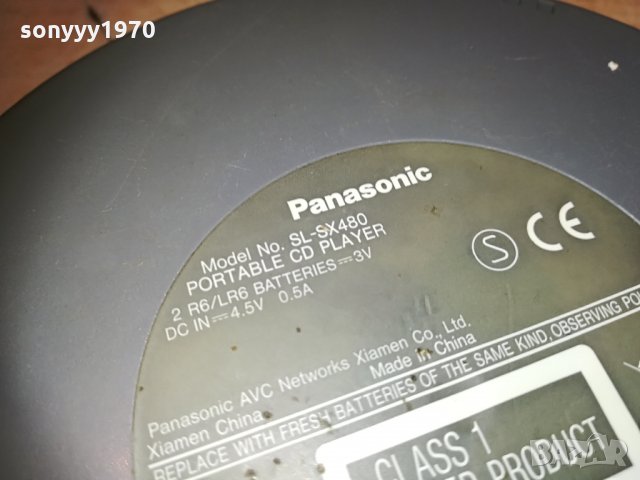 sonyyy1970
Panasonic
Model No. SL-SX480
PORTABLE CD PLAYER
2 R6/LR6 BATTERIES⎓3V
DC IN⎓4.5V 0.5A
S CE
Panasonic AVC Networks Xiamen Co., Ltd.
Xiamen China Made in China
REPLACE WITH FRESH BATTERIES OF THE SAME KIND, OBSERVING
CLASS 1
PRODUCT